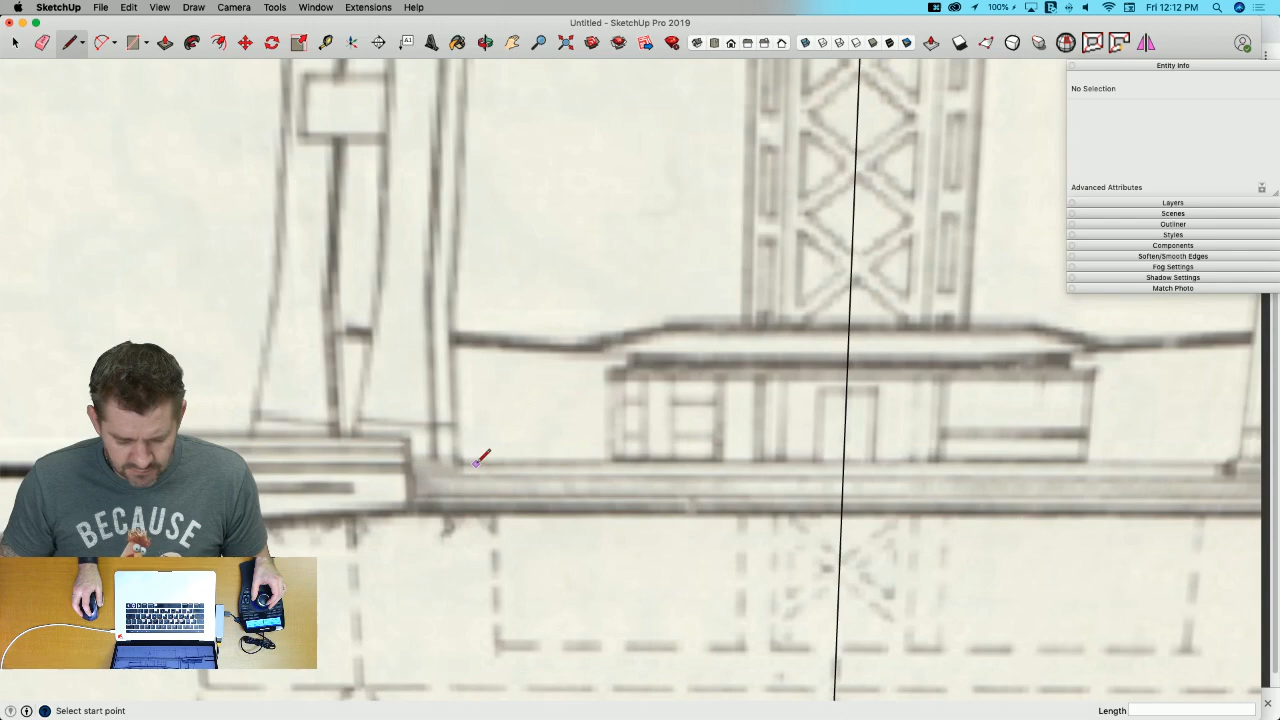 SketchUp File Edit View Draw Camera Tools Window Extensions Help
100% Fri 12:12 PM
Untitled - SketchUp Pro 2019
A1
Entity Info
No Selection
Advanced Attributes
Layers
Scenes
Outliner
Styles
Components
Soften/Smooth Edges
Fog Settings
Shadow Settings
Match Photo
BECAUSE
Select start point
Length